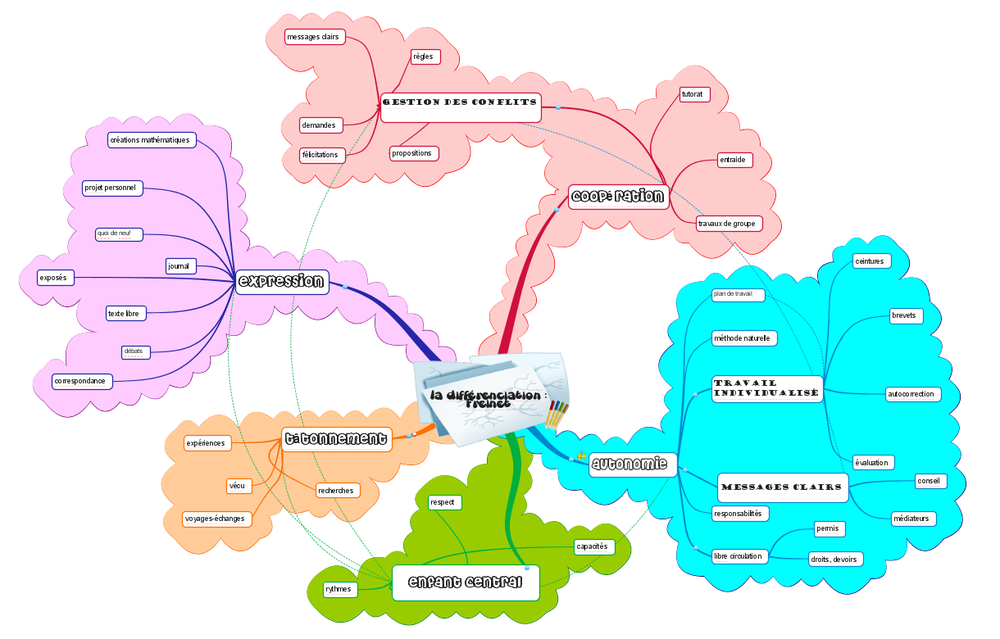 la différenciation :
Freinet
coopération
GESTION DES CONFLITS
messages clairs
règles
demandes
félicitations
propositions
tutorat
entraide
travaux de groupe
expression
créations mathématiques
projet personnel
quoi de neuf
journal
exposés
texte libre
débats
correspondance
tâtonnement
expériences
vécu
recherches
voyages-échanges
enfant central
respect
capacités
rythmes
autonomie
plan de travail
méthode naturelle
TRAVAIL
INDIVIDUALISÉ
ceintures
brevets
autocorrection
évaluation
MESSAGES CLAIRS
conseil
médiateurs
responsabilités
libre circulation
permis
droits, devoirs